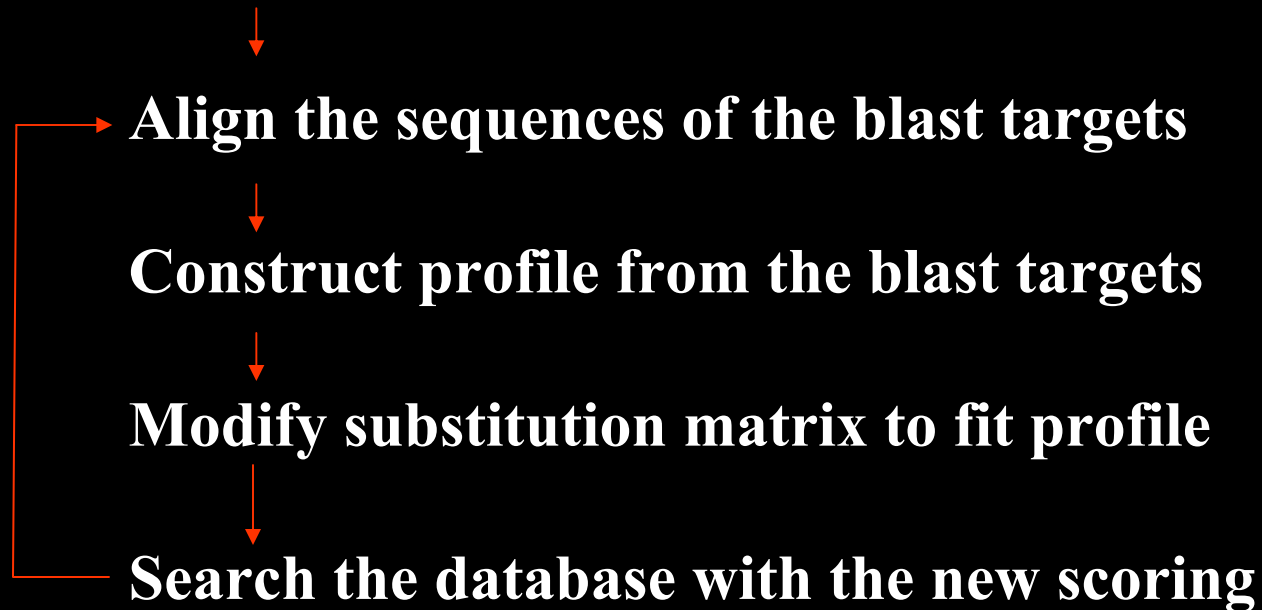 Align the sequences of the blast targets
Construct profile from the blast targets
Modify substitution matrix to fit profile
Search the database with the new scoring